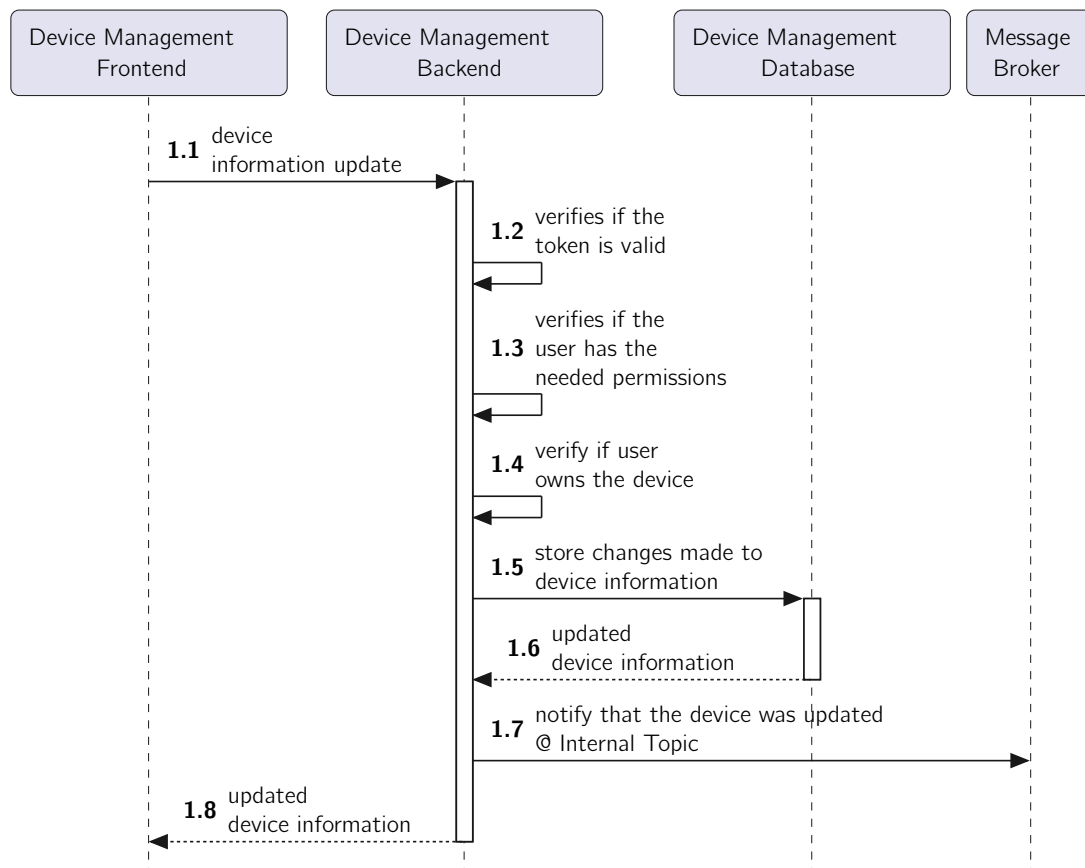 Device Management
Frontend
Device Management
Backend
Device Management
Database
Message
Broker
1.1 device
information update
1.2 verifies if the
token is valid
1.3 verifies if the
user has the
needed permissions
1.4 verify if user
owns the device
1.5 store changes made to
device information
1.6 updated
device information
1.7 notify that the device was updated
@ Internal Topic
1.8 updated
device information